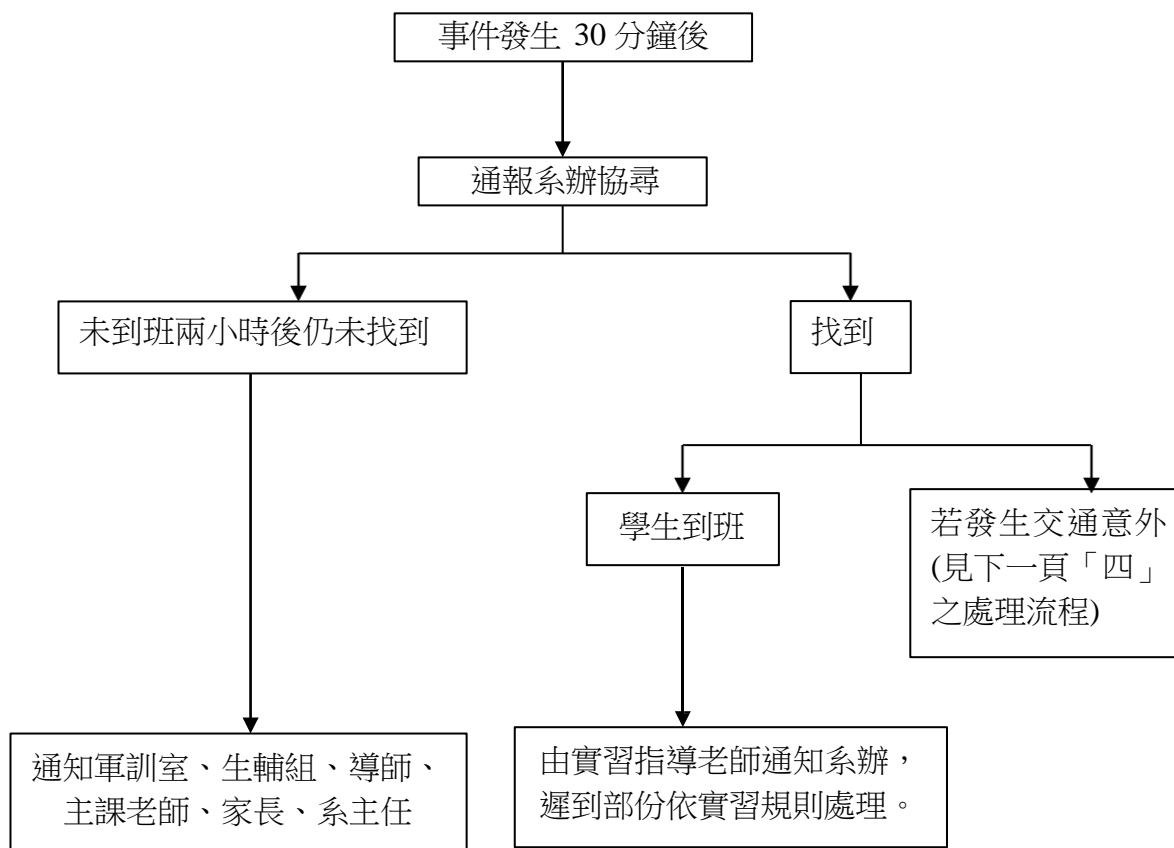 事件發生 30 分鐘後
通報系辦協尋
未到班兩小時後仍未找到
找到
學生到班
若發生交通意外
(見下一頁「四」
之處理流程)
通知軍訓室、生輔組、導師、
主課老師、家長、系主任
由實習指導老師通知系辦，
遲到部份依實習規則處理。